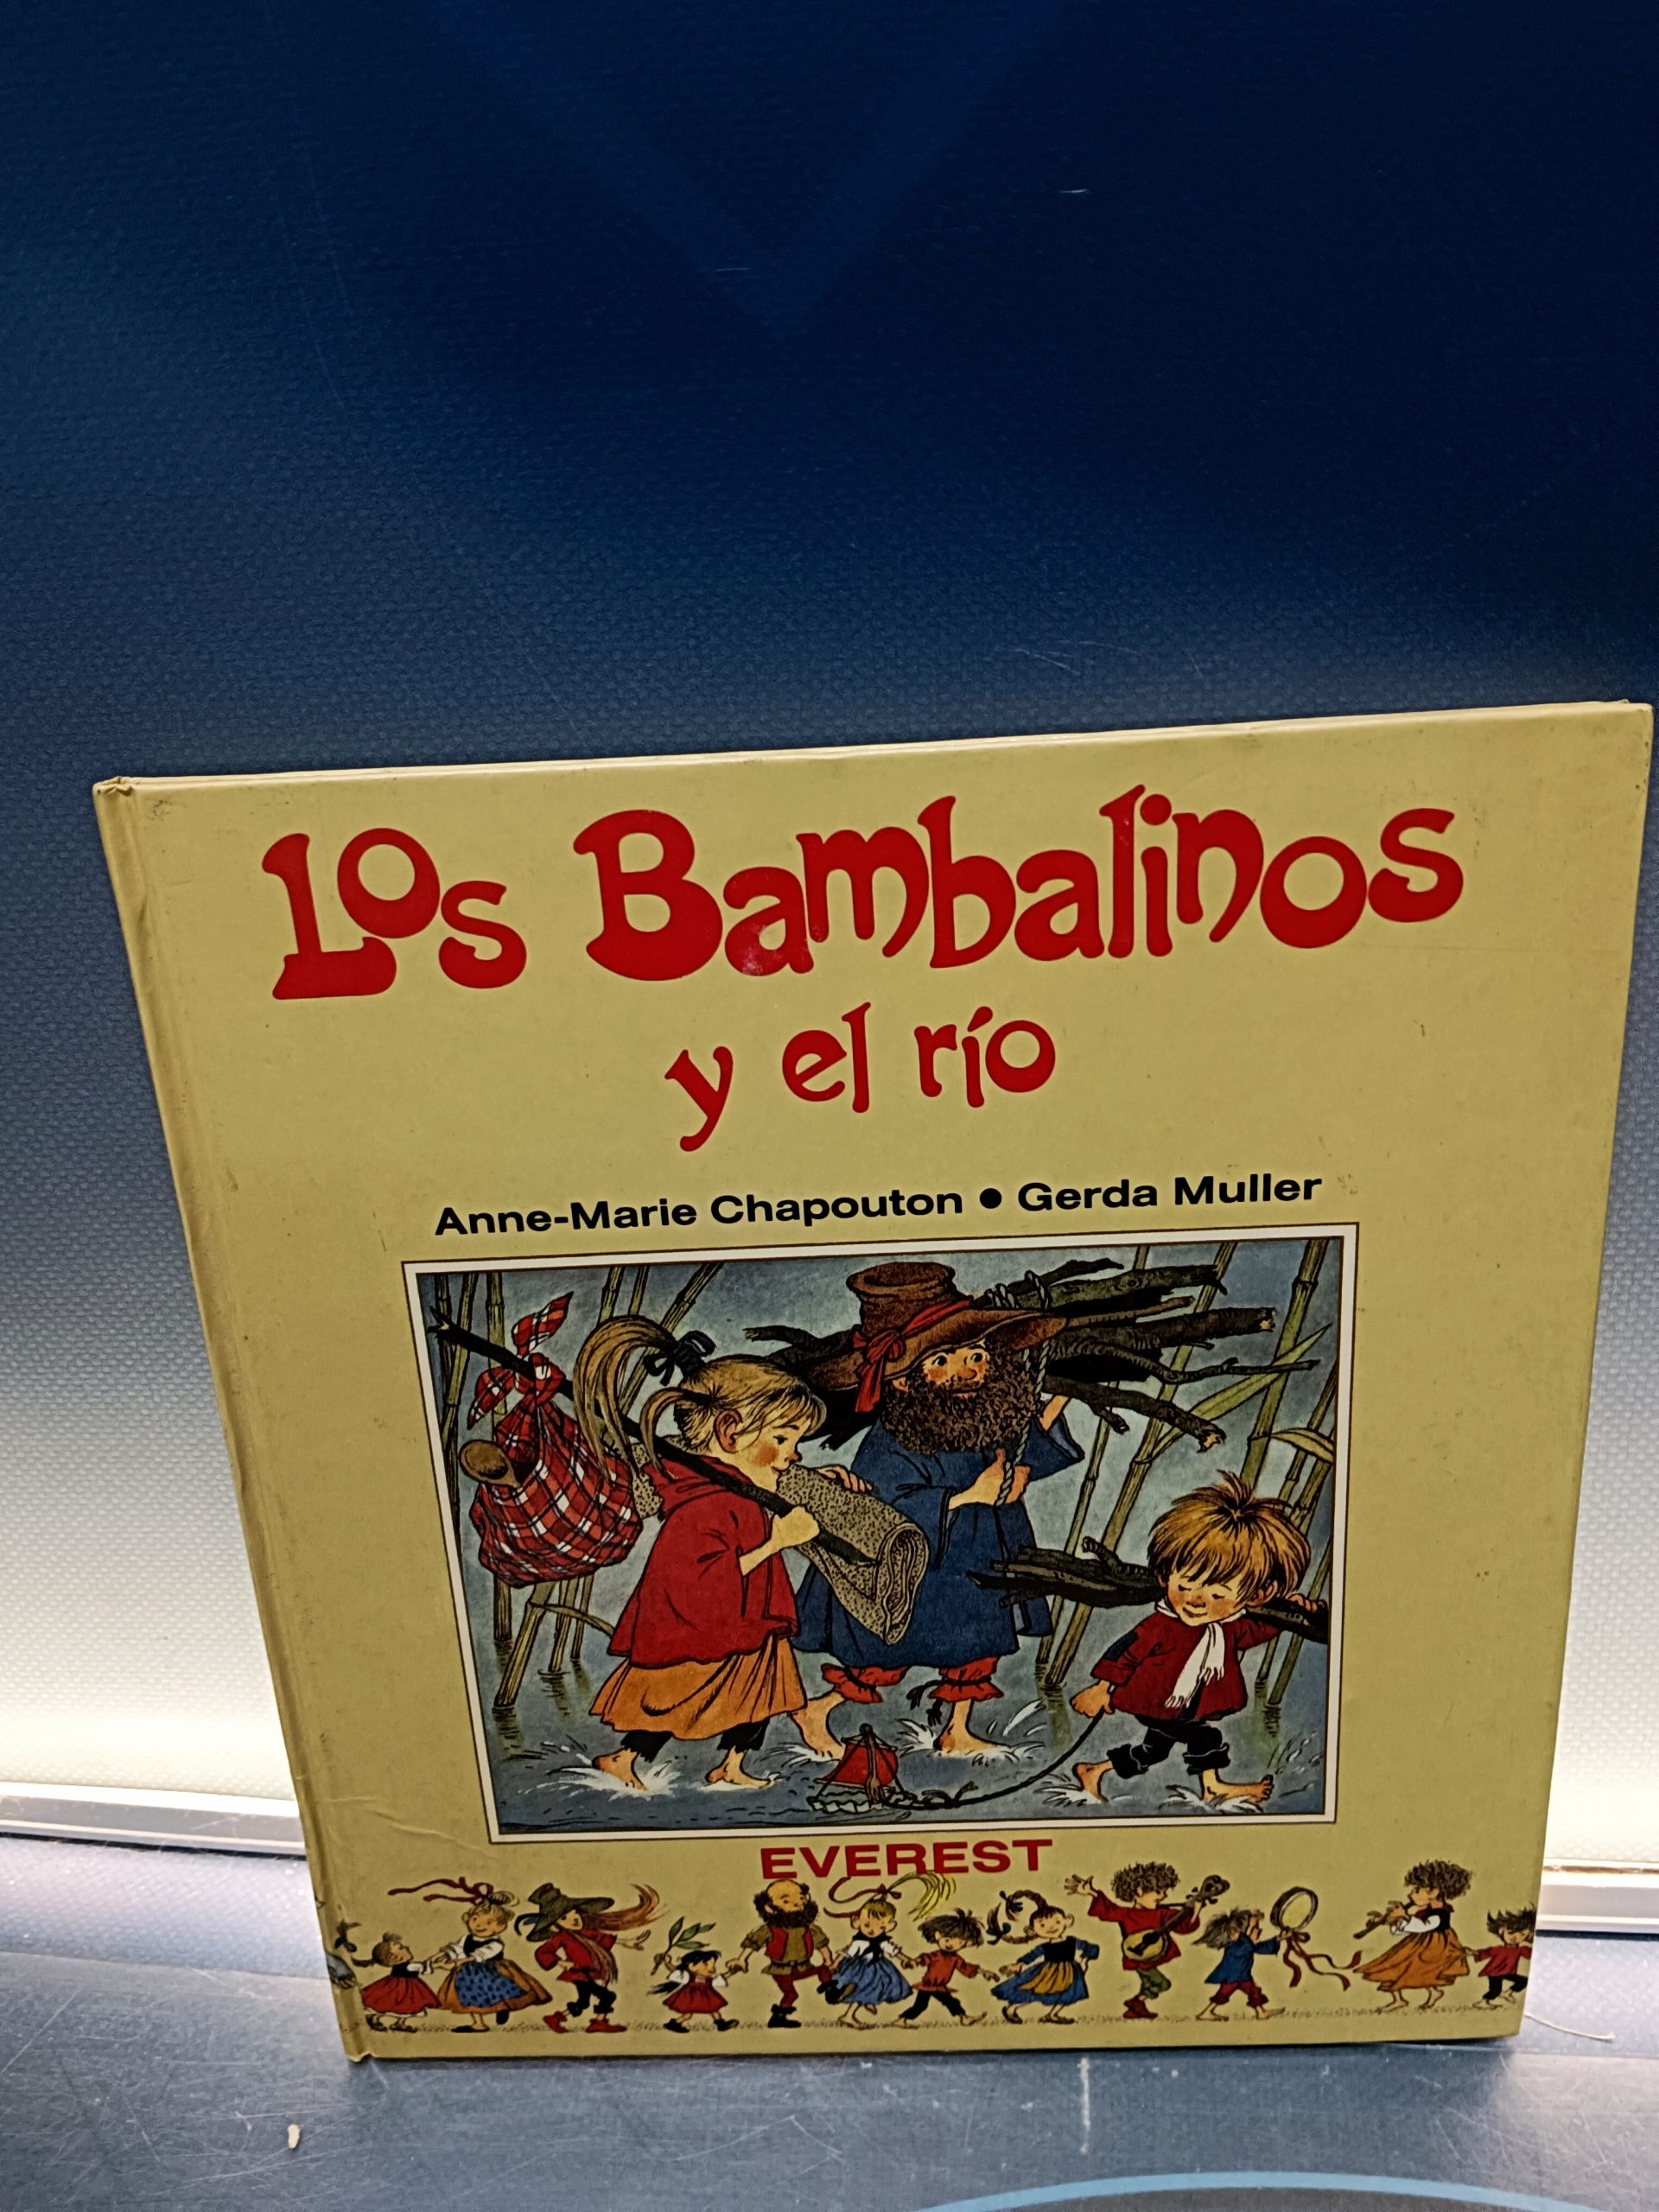 Los Bambalinos
y el río
Anne-Marie Chapouton • Gerda Muller
EVEREST